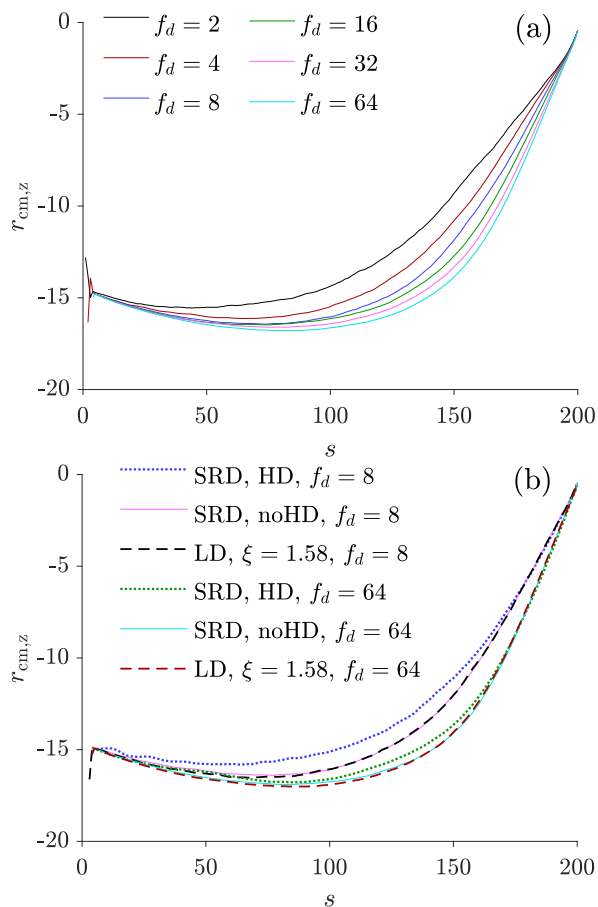 (a)
f_d = 2
f_d = 16
f_d = 4
f_d = 32
f_d = 8
f_d = 64
0
-5
-10
-15
-20
r_cm,z
0 50 100 150 200
s
(b)
SRD, HD, f_d = 8
SRD, noHD, f_d = 8
LD, ξ = 1.58, f_d = 8
SRD, HD, f_d = 64
SRD, noHD, f_d = 64
LD, ξ = 1.58, f_d = 64
0
-5
-10
-15
-20
r_cm,z
0 50 100 150 200
s